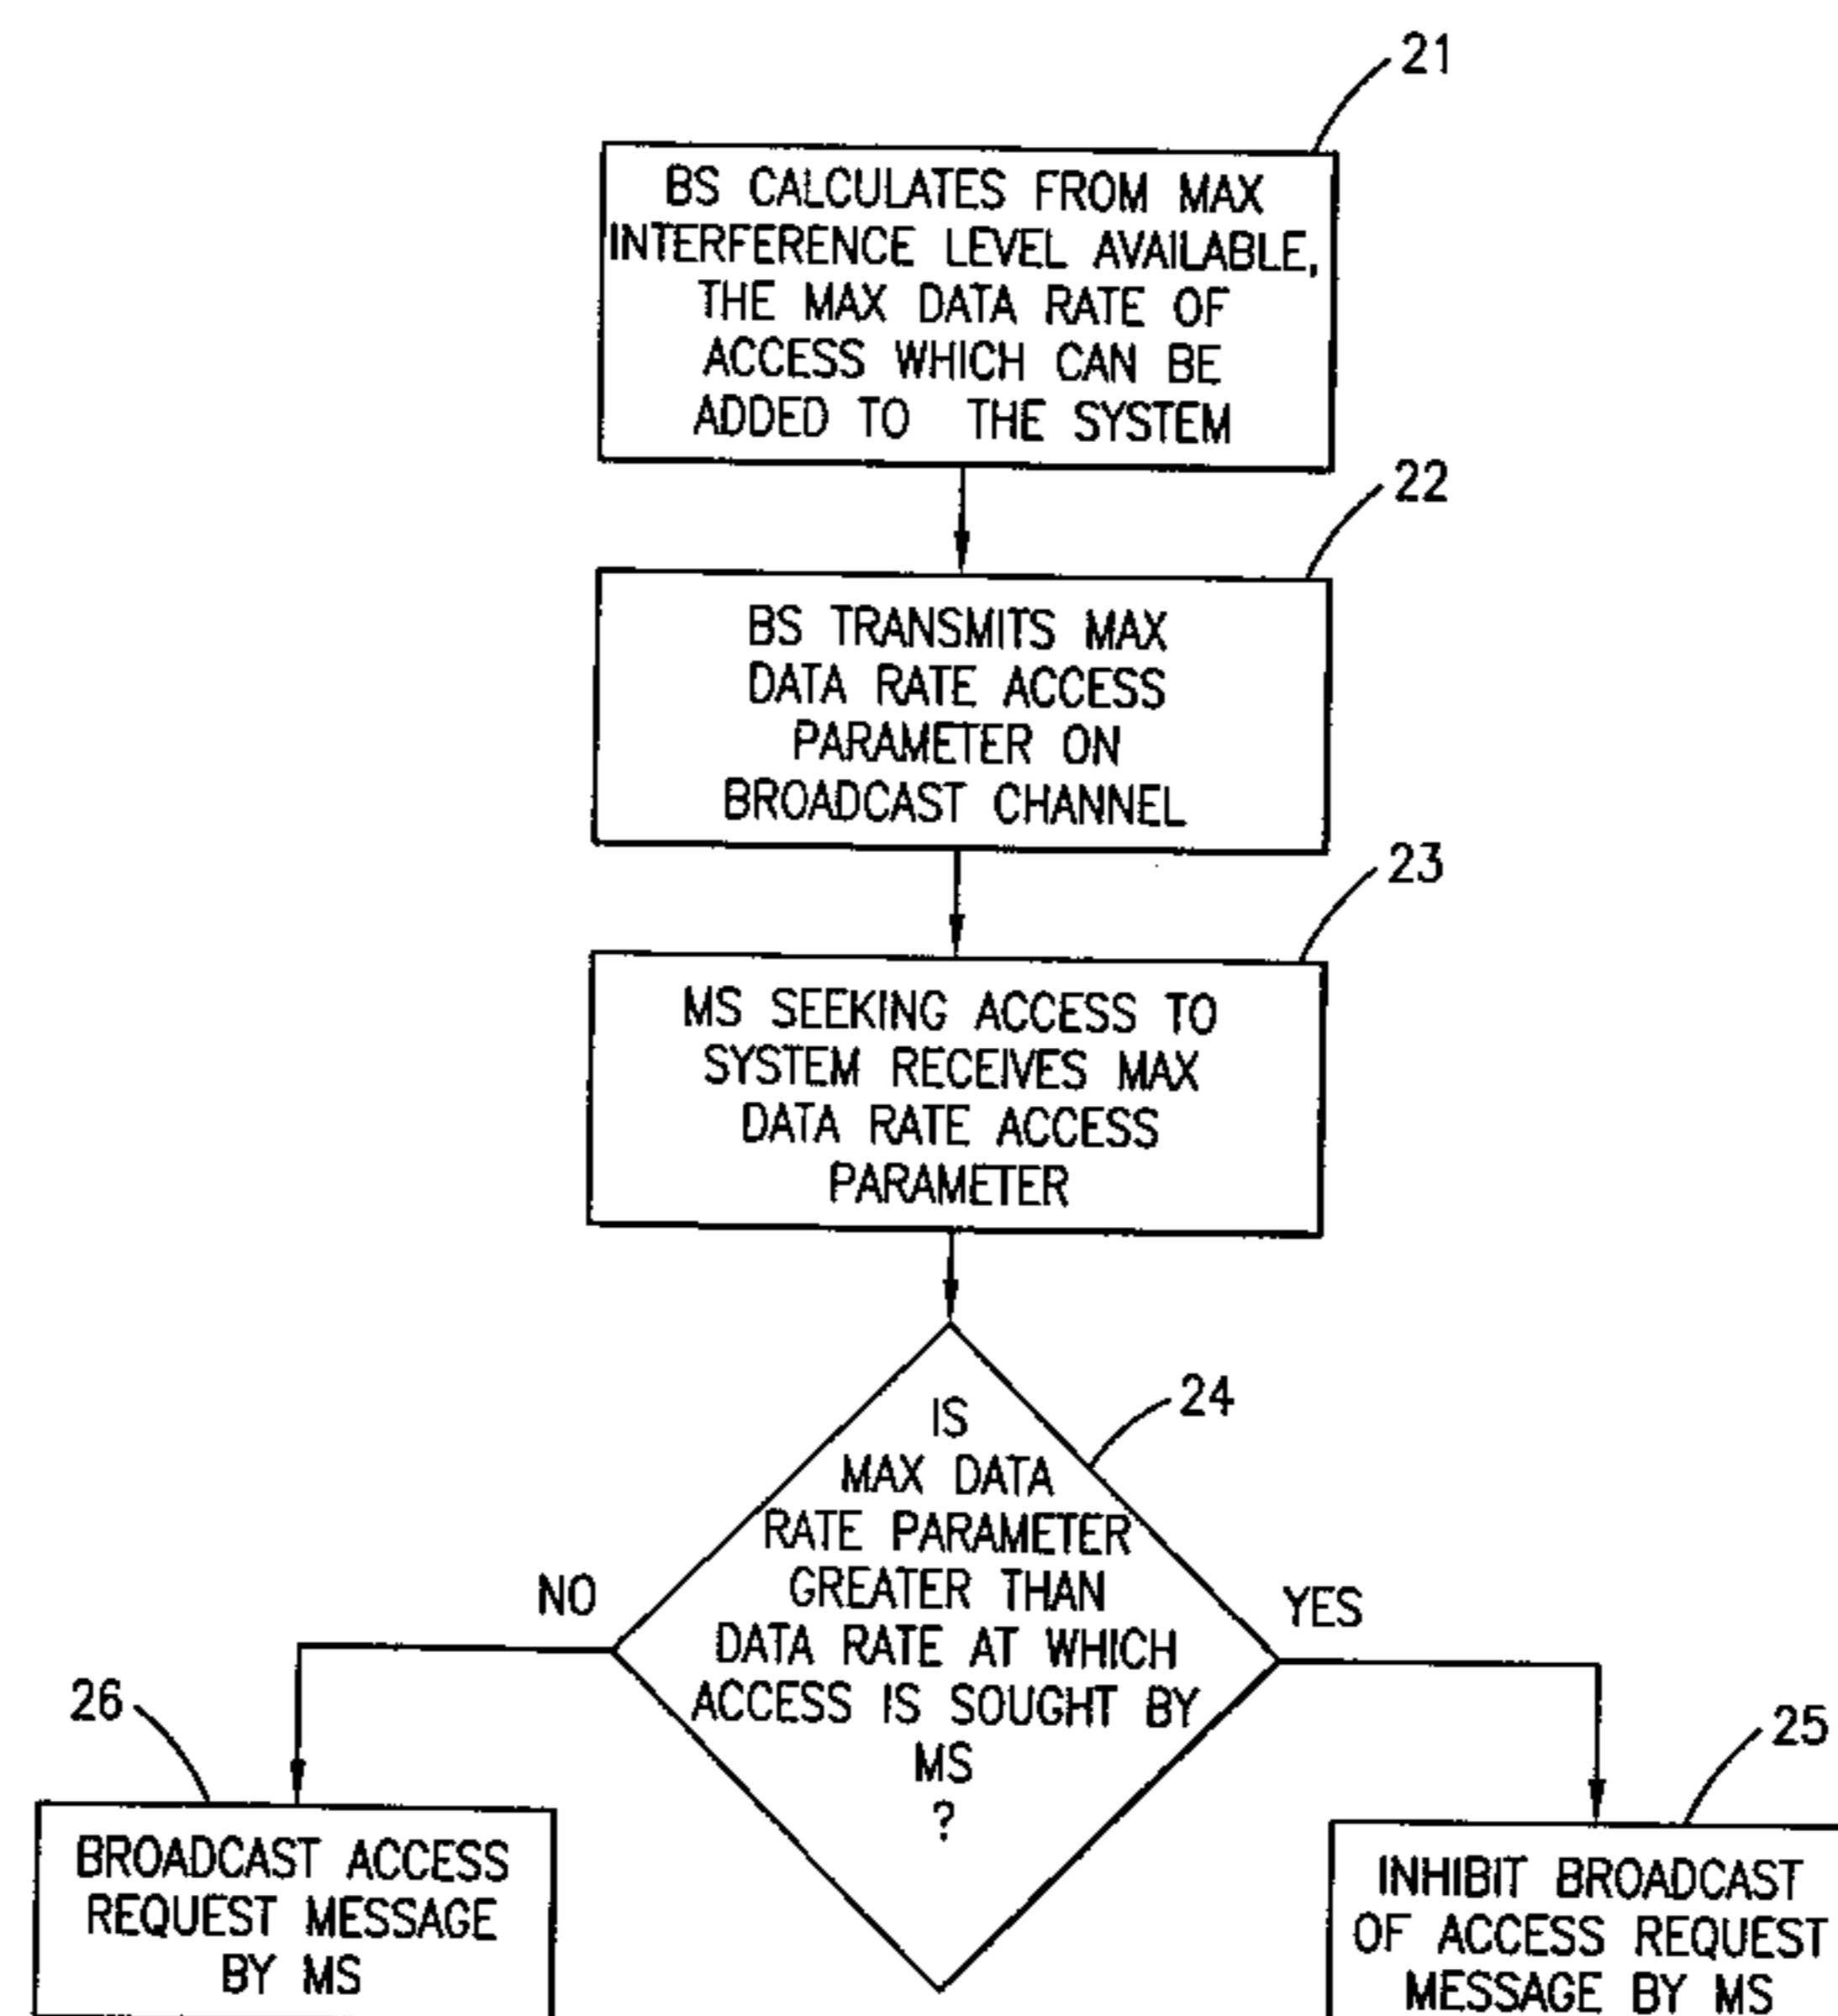 21
BS CALCULATES FROM MAX
INTERFERENCE LEVEL AVAILABLE,
THE MAX DATA RATE OF
ACCESS WHICH CAN BE
ADDED TO THE SYSTEM
22
BS TRANSMITS MAX
DATA RATE ACCESS
PARAMETER ON
BROADCAST CHANNEL
23
MS SEEKING ACCESS TO
SYSTEM RECEIVES MAX
DATA RATE ACCESS
PARAMETER
24
IS
MAX DATA
RATE PARAMETER
GREATER THAN
DATA RATE AT WHICH
ACCESS IS SOUGHT BY
MS
?
NO
YES
26
BROADCAST ACCESS
REQUEST MESSAGE
BY MS
25
INHIBIT BROADCAST
OF ACCESS REQUEST
MESSAGE BY MS